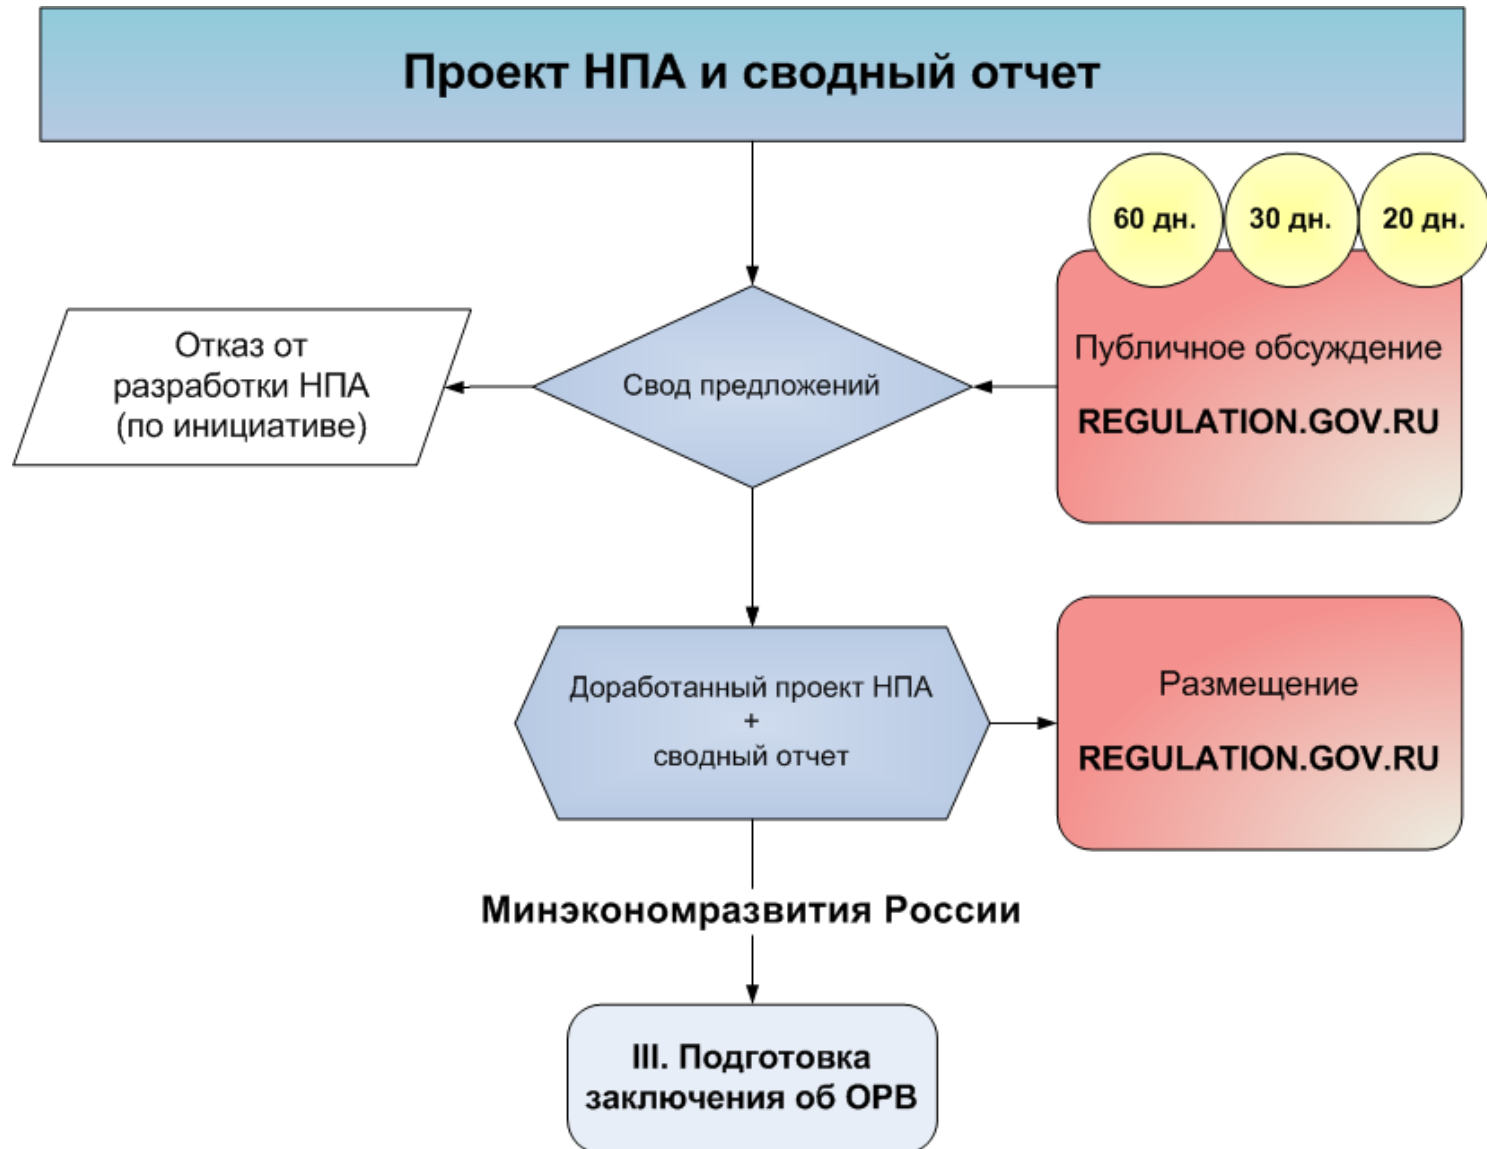 Проект НПА и сводный отчет
60 дн.
30 дн.
20 дн.
Отказ от
разработки НПА
(по инициативе)
Свод предложений
Публичное обсуждение
REGULATION.GOV.RU
Доработанный проект НПА
+
сводный отчет
Размещение
REGULATION.GOV.RU
Минэкономразвития России
III. Подготовка
заключения об ОРВ